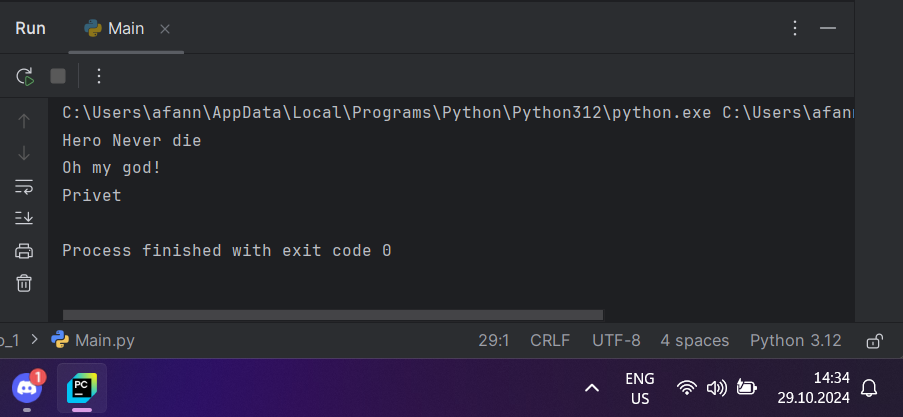 Run Main
C:\Users\afann\AppData\Local\Programs\Python\Python312\python.exe C:\Users\afann
Hero Never die
Oh my god!
Privet
Process finished with exit code 0
o_1 > Main.py 29:1 CRLF UTF-8 4 spaces Python 3.12
1
PC
ENG
US
14:34
29.10.2024